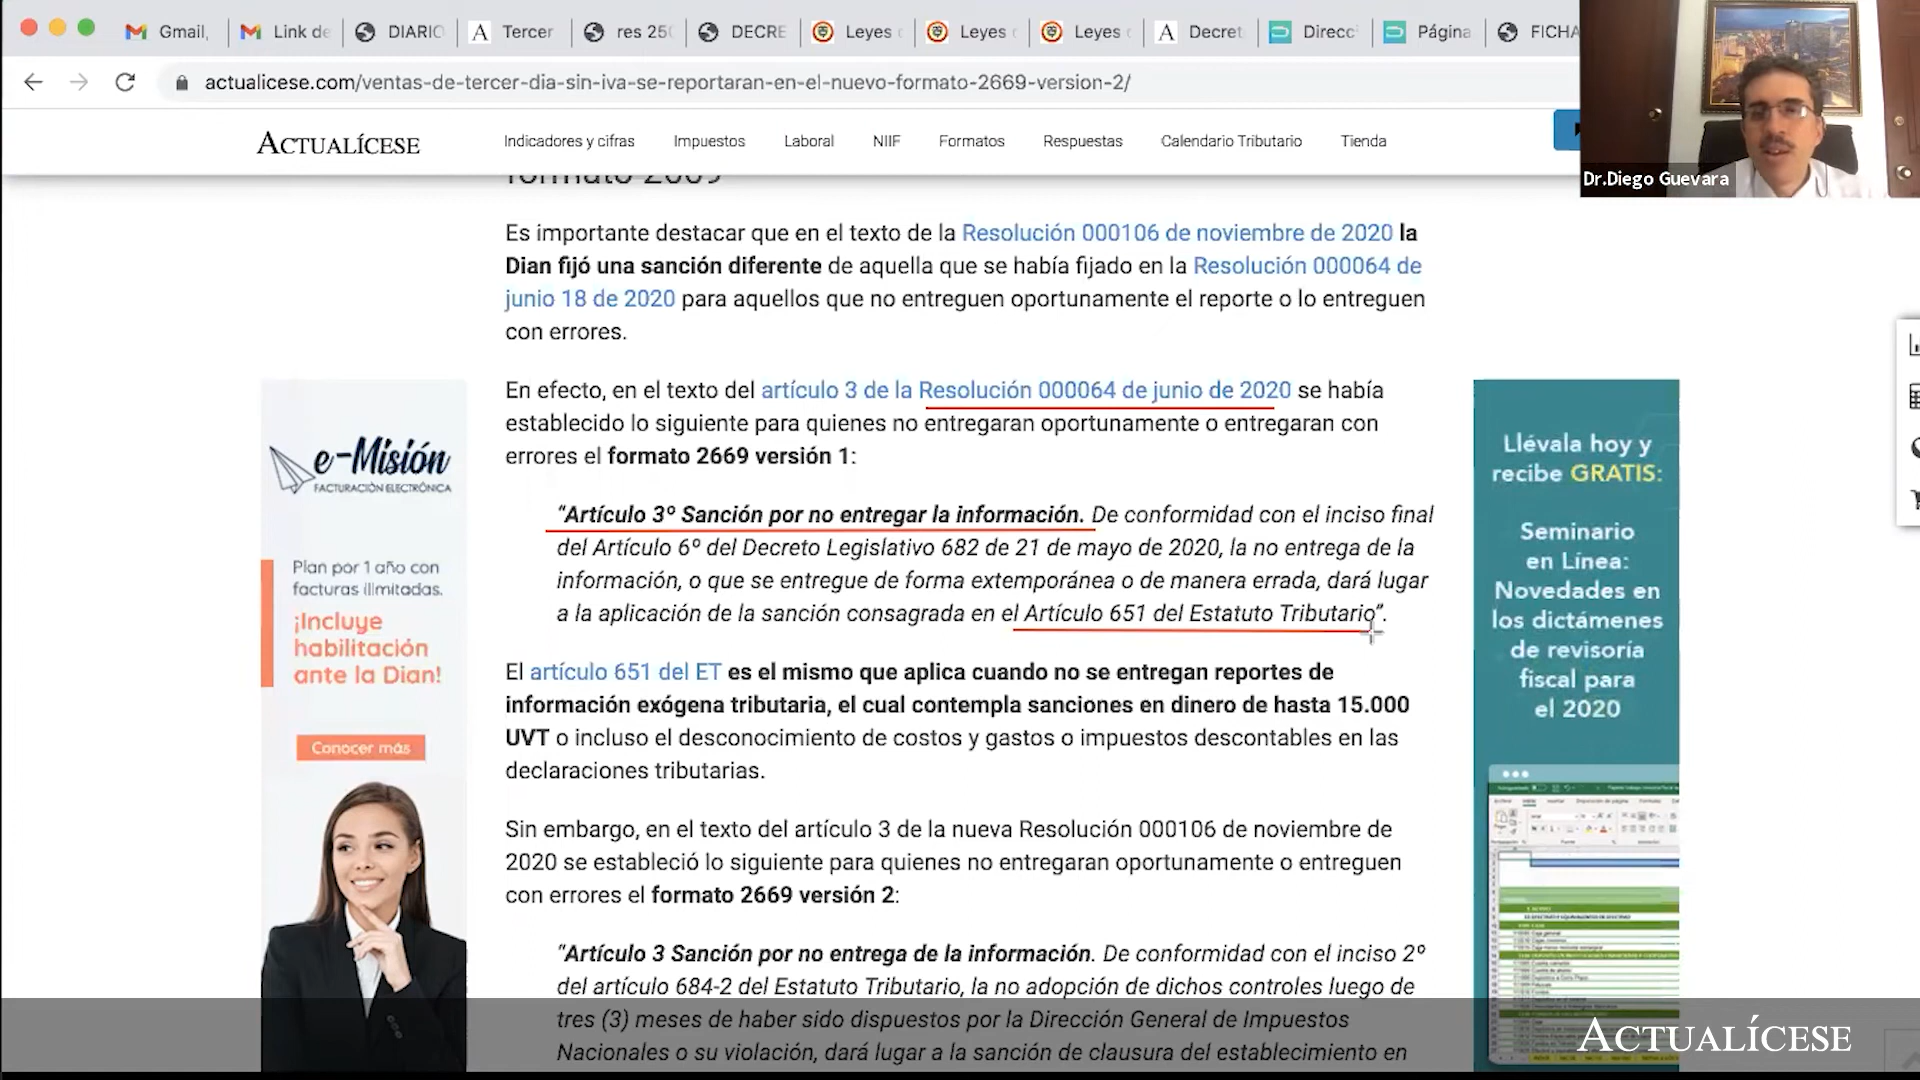 Gmail,
Link de
DIARIO
Tercer
res 250
DECRE
Leyes
Leyes
Leyes
Decret
Direcc
Página
FICHA
actualicese.com/ventas-de-tercer-dia-sin-iva-se-reportaran-en-el-nuevo-formato-2669-version-2/
ACTUALÍCESE
Indicadores y cifras
Impuestos
Laboral
NIIF
Formatos
Respuestas
Calendario Tributario
Tienda
Dr.Diego Guevara
formato 2669
Es importante destacar que en el texto de la Resolución 000106 de noviembre de 2020 la
Dian fijó una sanción diferente de aquella que se había fijado en la Resolución 000064 de
junio 18 de 2020 para aquellos que no entreguen oportunamente el reporte o lo entreguen
con errores.
En efecto, en el texto del artículo 3 de la Resolución 000064 de junio de 2020 se había
establecido lo siguiente para quienes no entregaran oportunamente o entregaran con
errores el formato 2669 versión 1:
“Artículo 3º Sanción por no entregar la información. De conformidad con el inciso final
del Artículo 6º del Decreto Legislativo 682 de 21 de mayo de 2020, la no entrega de la
información, o que se entregue de forma extemporánea o de manera errada, dará lugar
a la aplicación de la sanción consagrada en el Artículo 651 del Estatuto Tributario”.
El artículo 651 del ET es el mismo que aplica cuando no se entregan reportes de
información exógena tributaria, el cual contempla sanciones en dinero de hasta 15.000
UVT o incluso el desconocimiento de costos y gastos o impuestos descontables en las
declaraciones tributarias.
Sin embargo, en el texto del artículo 3 de la nueva Resolución 000106 de noviembre de
2020 se estableció lo siguiente para quienes no entregaran oportunamente o entreguen
con errores el formato 2669 versión 2:
“Artículo 3 Sanción por no entrega de la información. De conformidad con el inciso 2º
del artículo 684-2 del Estatuto Tributario, la no adopción de dichos controles luego de
tres (3) meses de haber sido dispuestos por la Dirección General de Impuestos
Nacionales o su violación, dará lugar a la sanción de clausura del establecimiento en
e-Misión
FACTURACIÓN ELECTRÓNICA
Plan por 1 año con
facturas ilimitadas.
¡Incluye
habilitación
ante la Dian!
Conocer más
Llévala hoy y
recibe GRATIS:
Seminario
en Línea:
Novedades en
los dictámenes
de revisoría
fiscal para
el 2020
ACTUALÍCESE